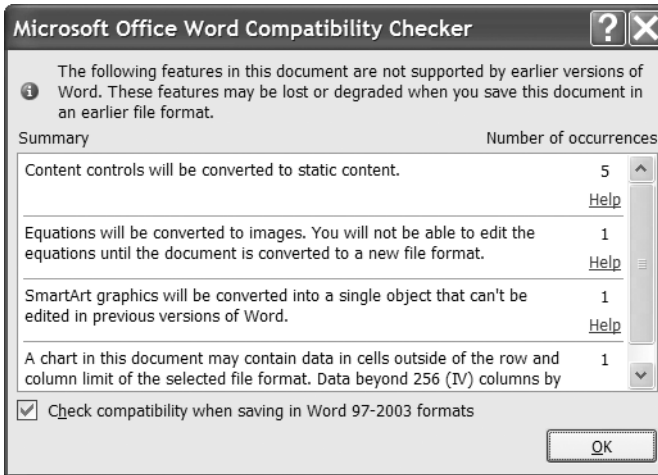 Microsoft Office Word Compatibility Checker
The following features in this document are not supported by earlier versions of
Word. These features may be lost or degraded when you save this document in
an earlier file format.
Summary Number of occurrences
Content controls will be converted to static content. 5
Help
Equations will be converted to images. You will not be able to edit the 1
equations until the document is converted to a new file format.
Help
SmartArt graphics will be converted into a single object that can't be 1
edited in previous versions of Word.
Help
A chart in this document may contain data in cells outside of the row and 1
column limit of the selected file format. Data beyond 256 (IV) columns by
Check compatibility when saving in Word 97-2003 formats
OK